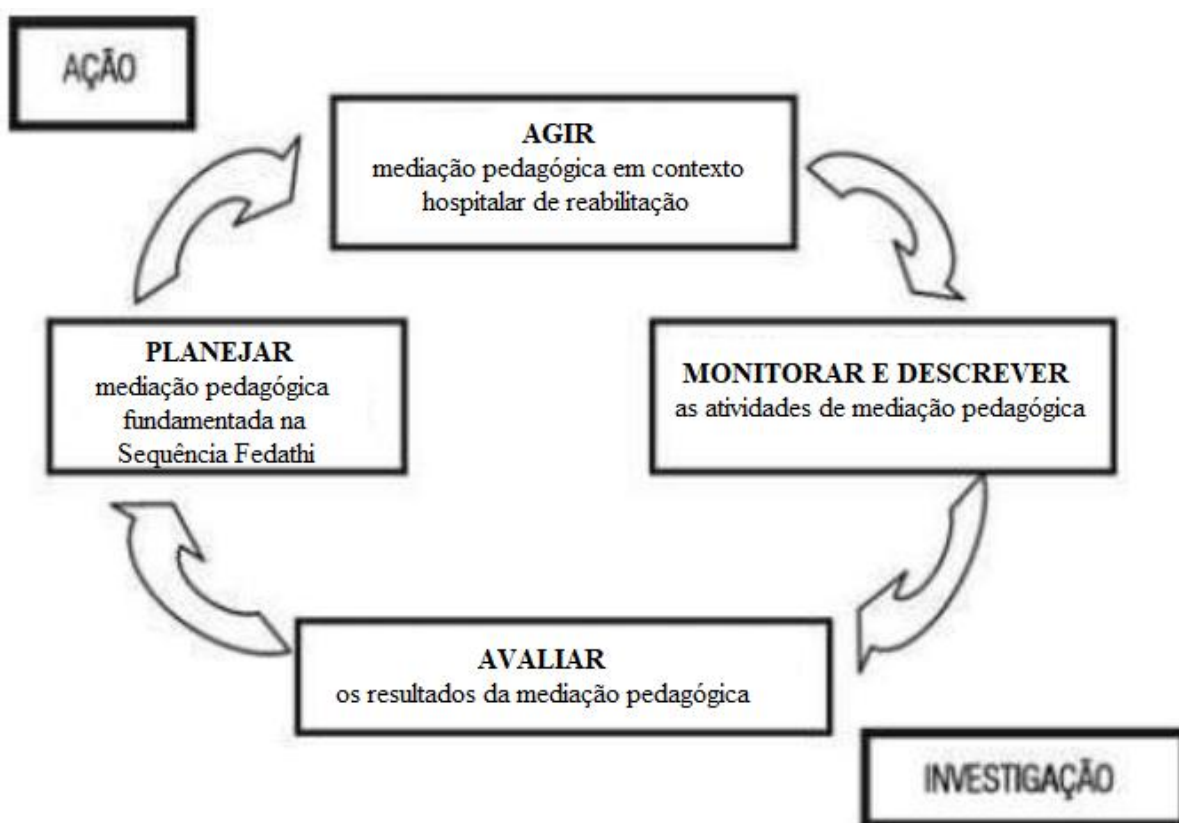 AÇÃO
AGIR
mediação pedagógica em contexto
hospitalar de reabilitação
PLANEJAR
mediação pedagógica
fundamentada na
Sequência Fedathi
MONITORAR E DESCREVER
as atividades de mediação pedagógica
AVALIAR
os resultados da mediação pedagógica
INVESTIGAÇÃO